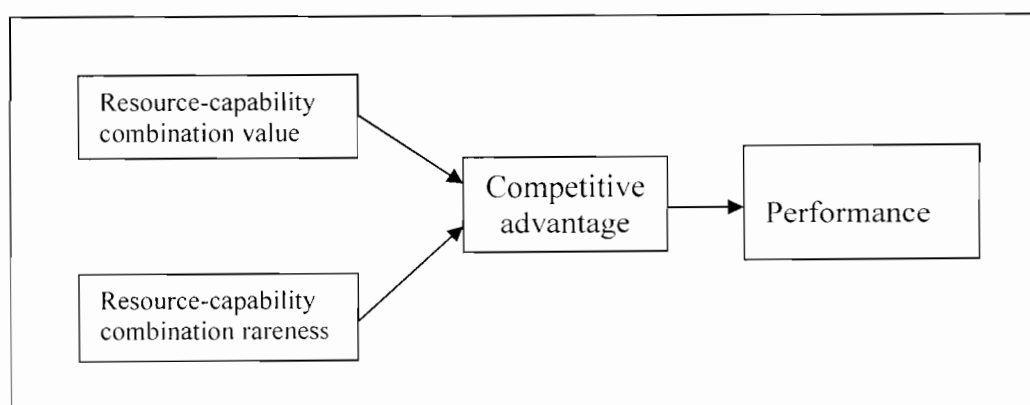 Resource-capability
combination value
Competitive
advantage
Performance
Resource-capability
combination rareness